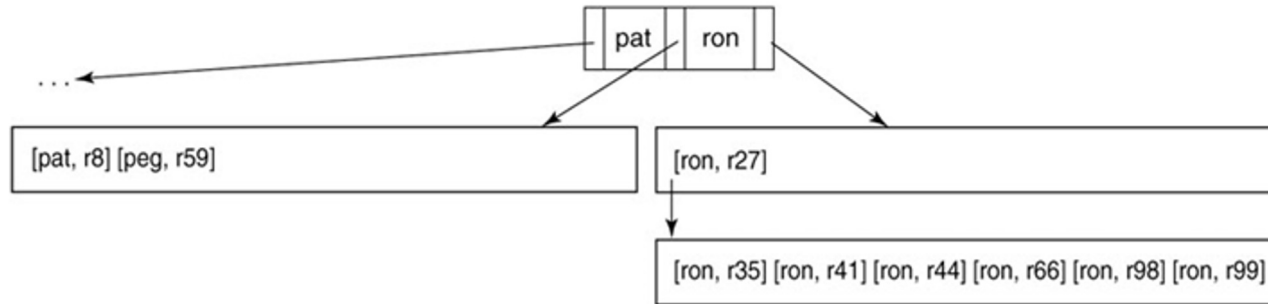 pat ron
...
[pat, r8] [peg, r59]
[ron, r27]
[ron, r35] [ron, r41] [ron, r44] [ron, r66] [ron, r98] [ron, r99]